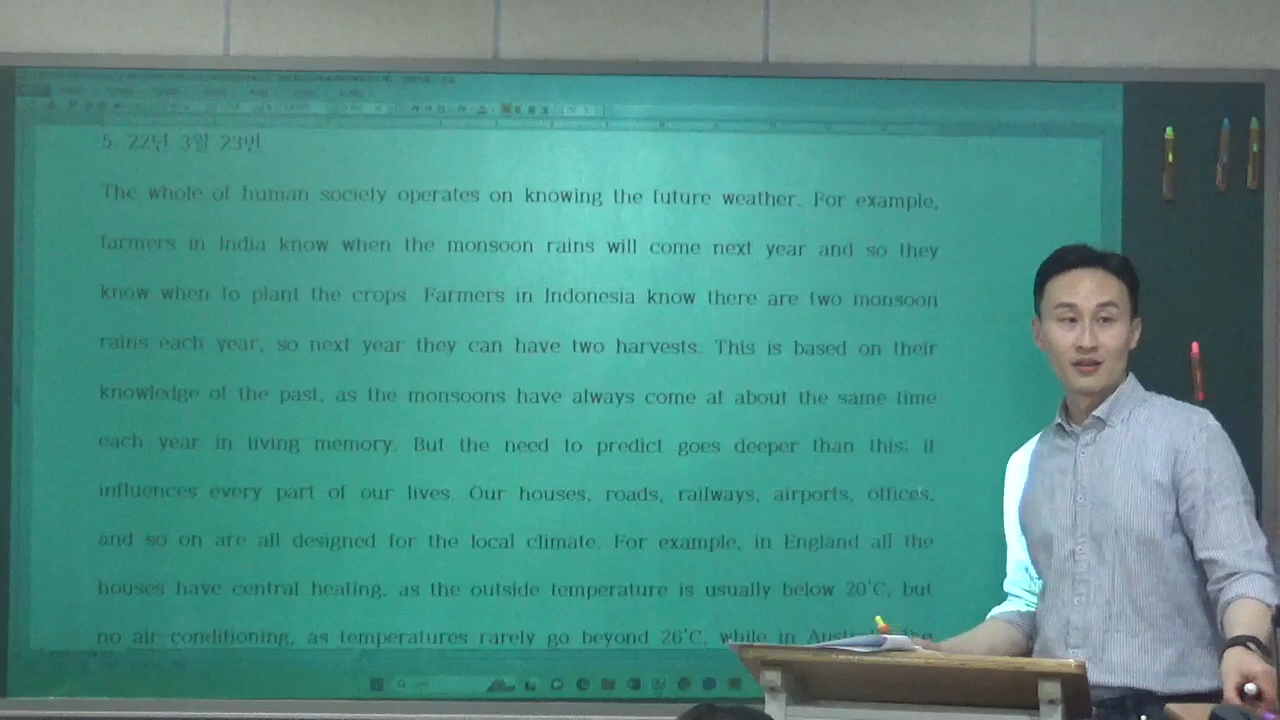 5. 22년 3월 23번
The whole of human society operates on knowing the future weather. For example,
farmers in India know when the monsoon rains will come next year and so they
know when to plant the crops Farmers in Indonesia know there are two monsoon
rains each year, so next year they can have two harvests. This is based on their
knowledge of the past, as the monsoons have always come at about the same time
each year in living memory. But the need to predict goes deeper than this; it
influences every part of our lives. Our houses, roads, railways, airports, offices,
and so on are all designed for the local climate. For example, in England all the
houses have central heating, as the outside temperature is usually below 20°C, but
no air-conditioning, as temperatures rarely go beyond 26°C, while in